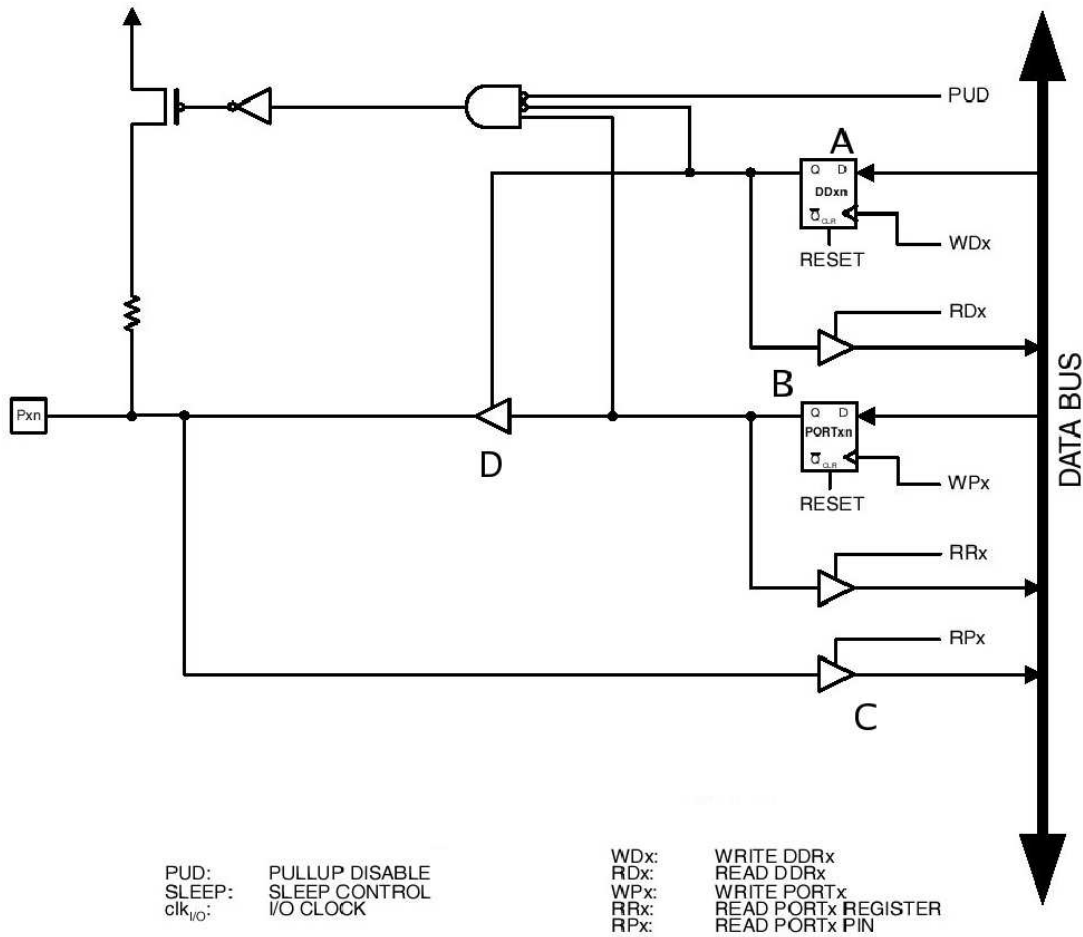 PUD
A
Q D
DDxn
Q CLR
WDx
RESET
RDx
B
Pxn
Q D
PORTxn
Q CLR
D
WPx
RESET
DATA BUS
RRx
RPx
C
PUD: PULLUP DISABLE
SLEEP: SLEEP CONTROL
clkI/O: I/O CLOCK
WDx: WRITE DDRx
RDx: READ DDRx
WPx: WRITE PORTx
RRx: READ PORTx REGISTER
RPx: READ PORTx PIN